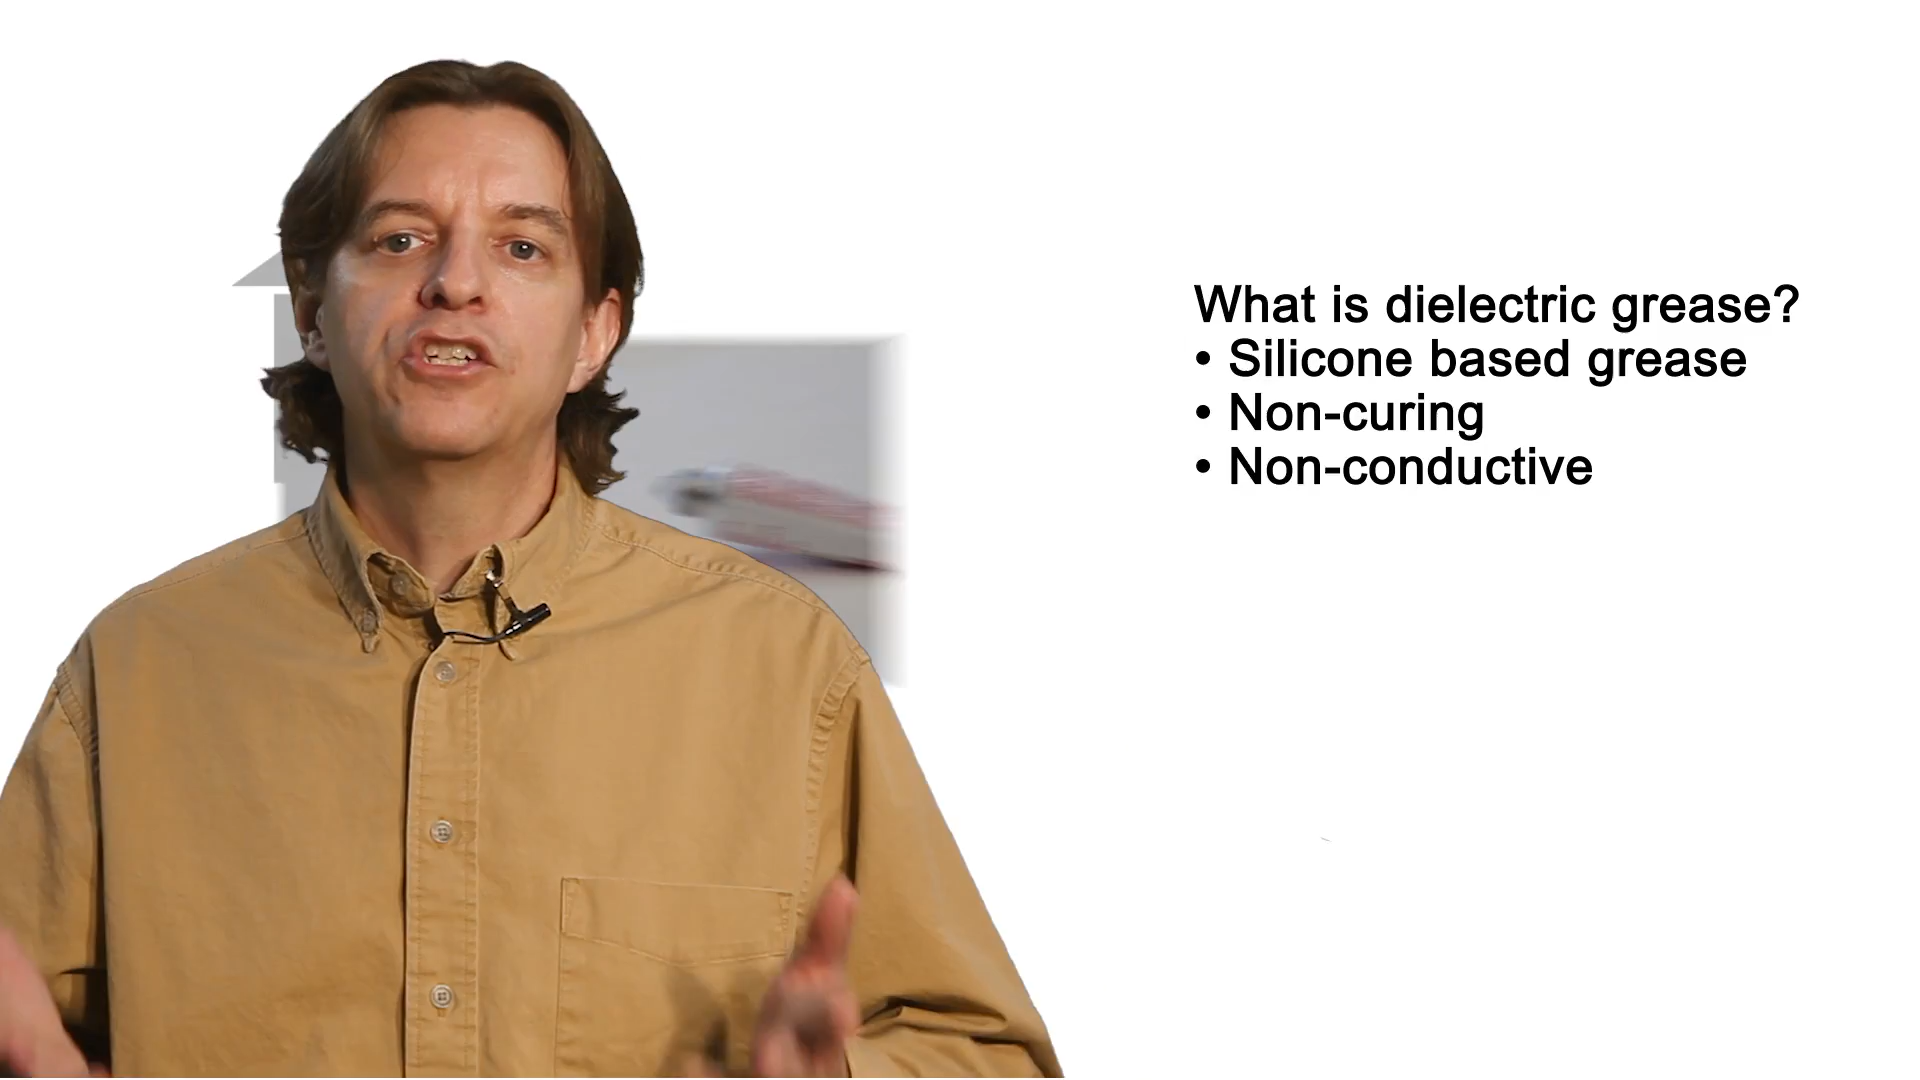 What is dielectric grease?
• Silicone based grease
• Non-curing
• Non-conductive